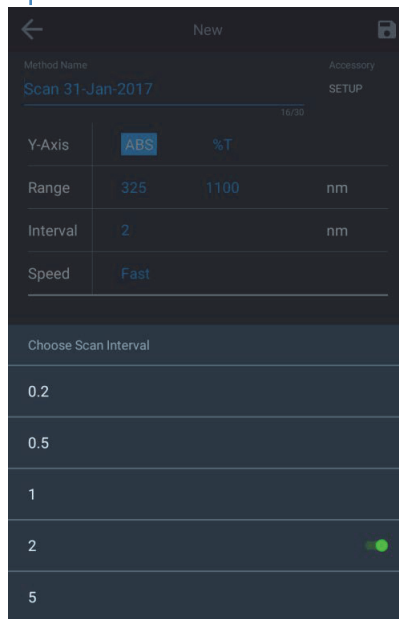 New
Method Name Accessory
Scan 31-Jan-2017 SETUP
16/30
Y-Axis ABS %T
Range 325 1100 nm
Interval 2 nm
Speed Fast
Choose Scan Interval
0.2
0.5
1
2
5